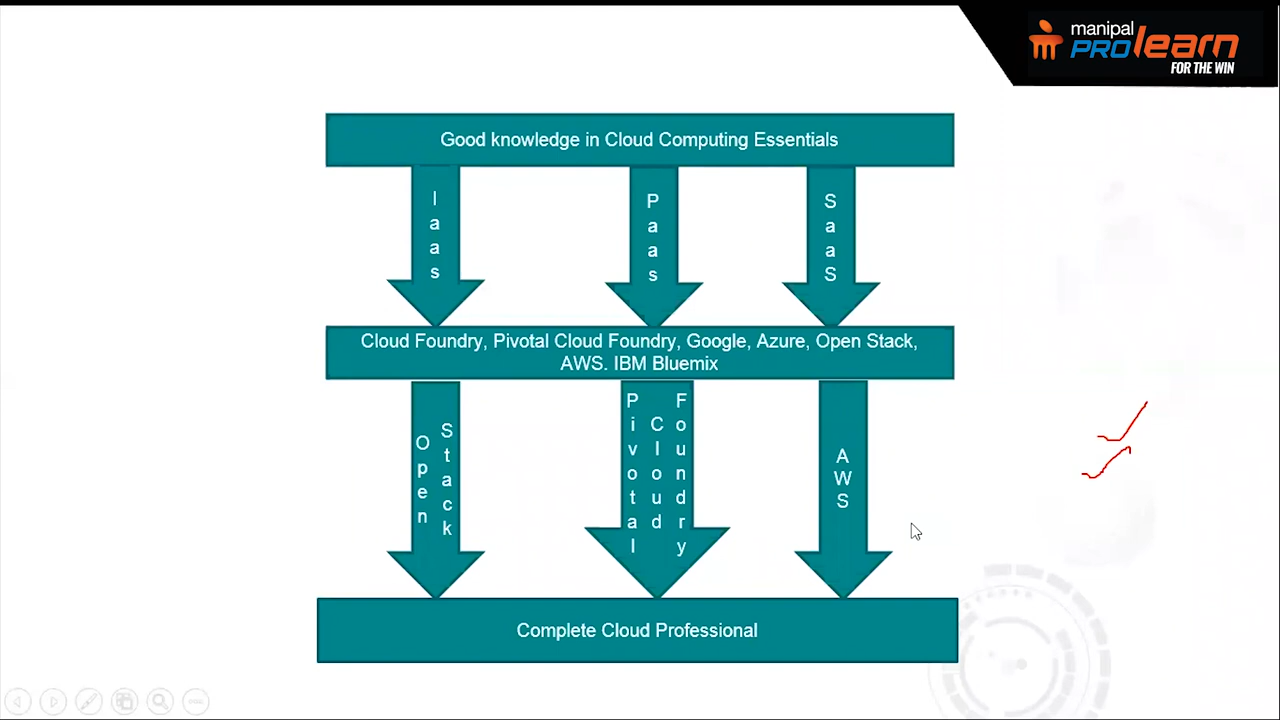 manipal
PROlearn
FOR THE WIN
Good knowledge in Cloud Computing Essentials
Iaas
Paas
SaaS
Cloud Foundry, Pivotal Cloud Foundry, Google, Azure, Open Stack,
AWS. IBM Bluemix
Open Stack
Pivotal Cloud Foundry
AWS
Complete Cloud Professional